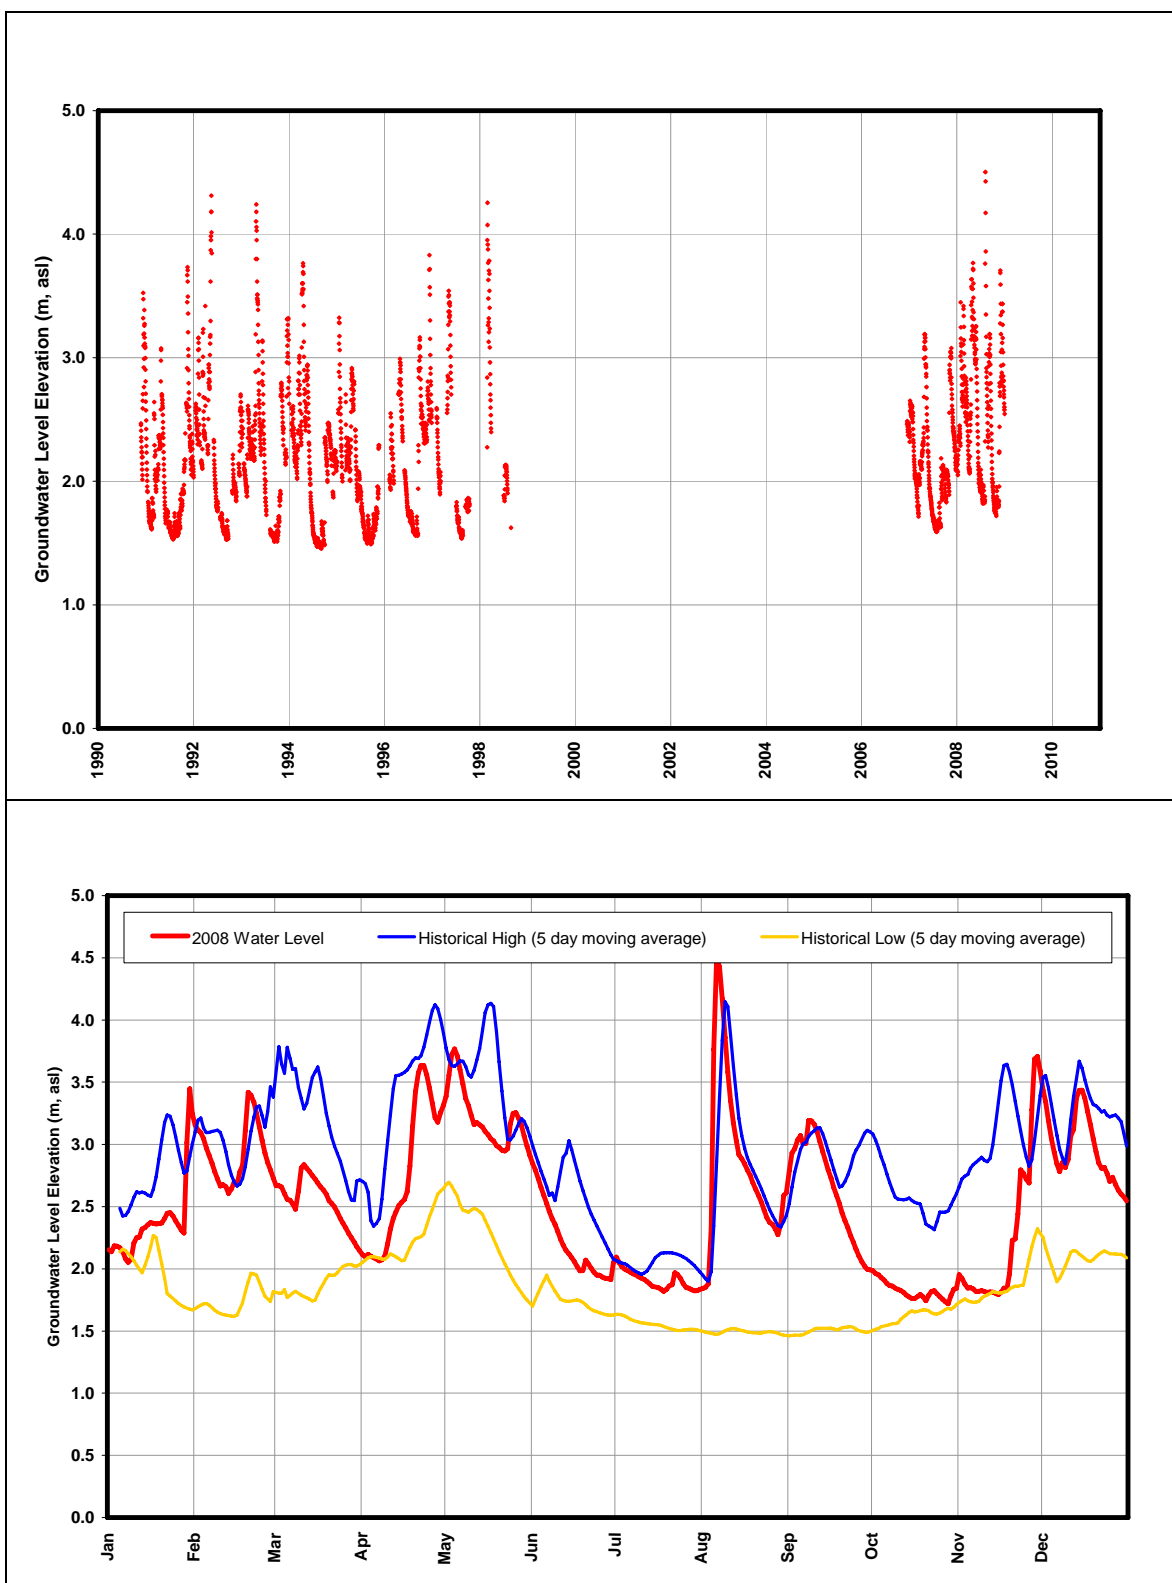 5.0
4.0
3.0
2.0
1.0
0.0
Groundwater Level Elevation (m, asl)
1990
1992
1994
1996
1998
2000
2002
2004
2006
2008
2010
5.0
4.5
4.0
3.5
3.0
2.5
2.0
1.5
1.0
0.5
0.0
Groundwater Level Elevation (m, asl)
2008 Water Level
Historical High (5 day moving average)
Historical Low (5 day moving average)
Jan
Feb
Mar
Apr
May
Jun
Jul
Aug
Sep
Oct
Nov
Dec